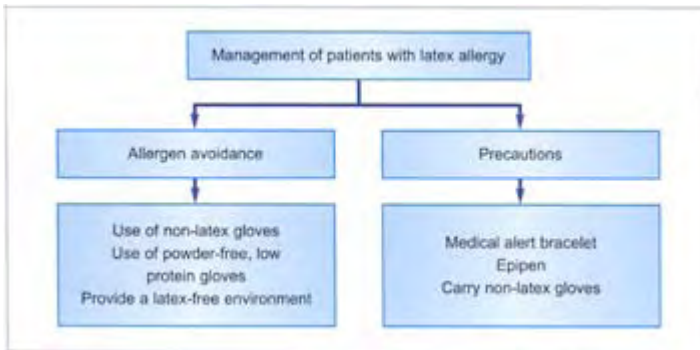 Management of patients with latex allergy
Allergen avoidance
Precautions
Use of non-latex gloves
Use of powder-free, low
protein gloves
Provide a latex-free environment
Medical alert bracelet
Epipen
Carry non-latex gloves